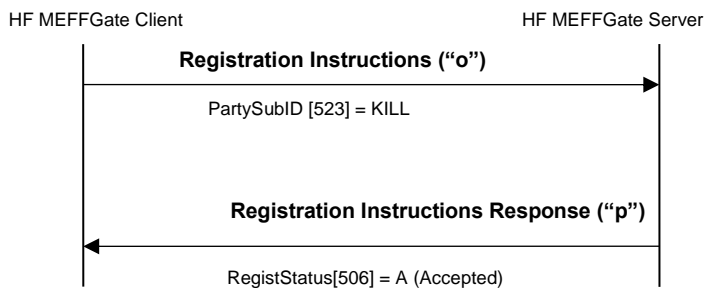 HF MEFFGate Client
HF MEFFGate Server
Registration Instructions (“o”)
PartySubID [523] = KILL
Registration Instructions Response (“p”)
RegistStatus[506] = A (Accepted)